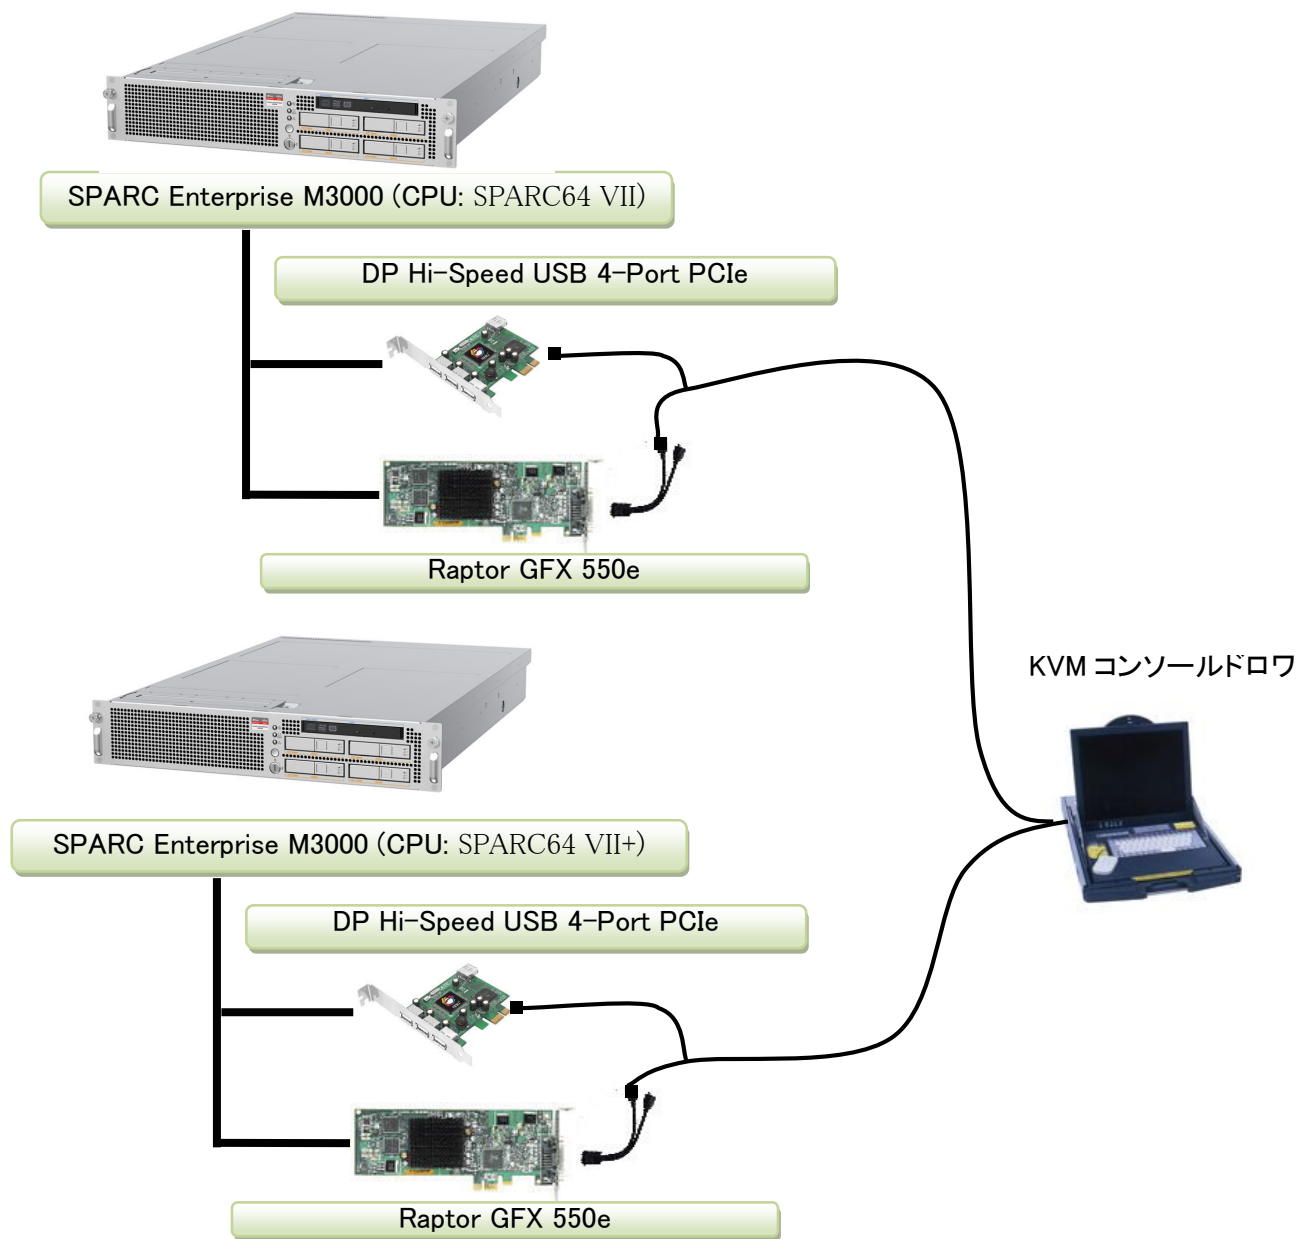 SPARC Enterprise M3000 (CPU: SPARC64 VII)
DP Hi-Speed USB 4-Port PCIe
Raptor GFX 550e
KVM コンソールドロワ
SPARC Enterprise M3000 (CPU: SPARC64 VII+)
DP Hi-Speed USB 4-Port PCIe
Raptor GFX 550e